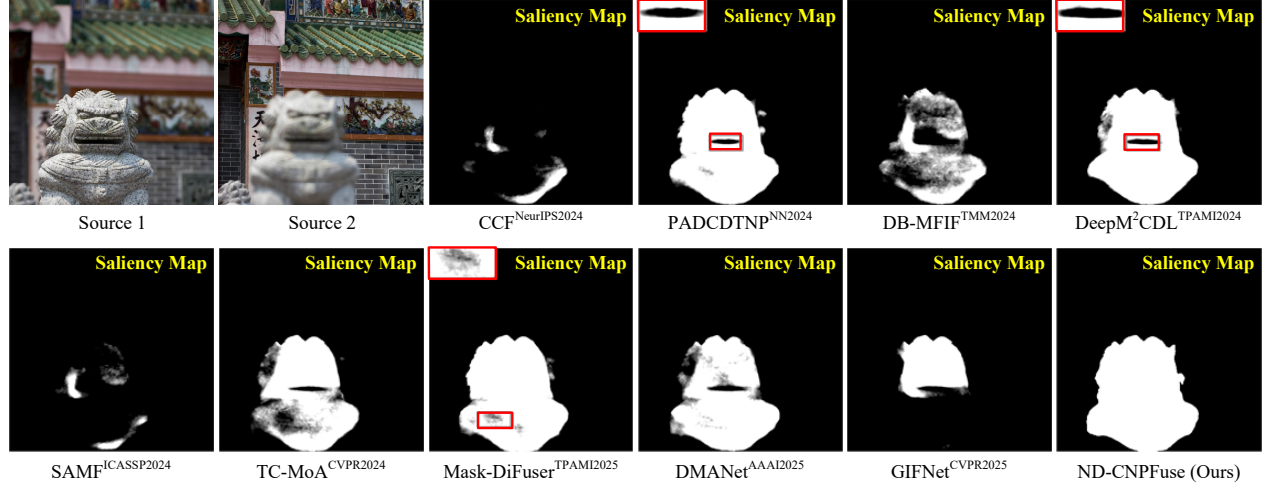 Saliency Map
Saliency Map
Saliency Map
Saliency Map
Source 1
Source 2
CCF^NeurIPS2024
PADCDTNP^NN2024
DB-MFIF^TMM2024
DeepM²CDL^TPAMI2024
Saliency Map
Saliency Map
Saliency Map
Saliency Map
Saliency Map
Saliency Map
SAMF^ICASSP2024
TC-MoA^CVPR2024
Mask-DiFuser^TPAMI2025
DMANet^AAAI2025
GIFNet^CVPR2025
ND-CNPFuse (Ours)